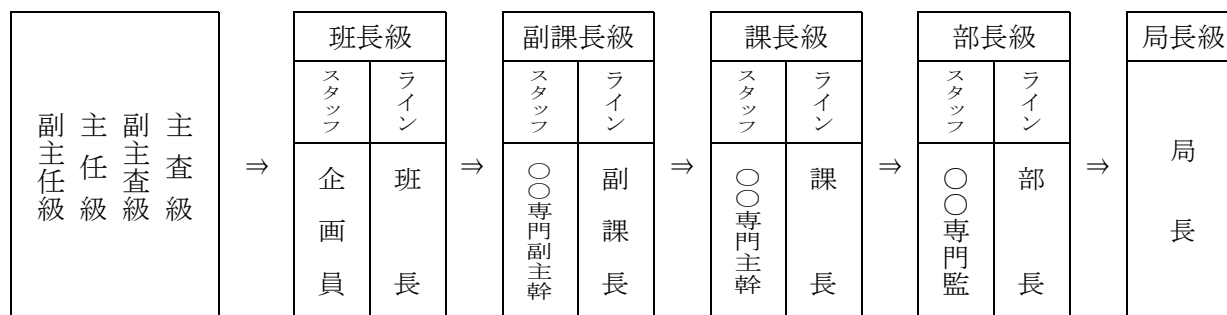 主査級
副主査級
主任級
副主任級
⇒
班長級
ライン
スタッフ
班長
企画員
⇒
副課長級
ライン
スタッフ
副課長
○○専門副主幹
⇒
課長級
ライン
スタッフ
課長
○○専門主幹
⇒
部長級
ライン
スタッフ
部長
○○専門監
⇒
局長級
局長